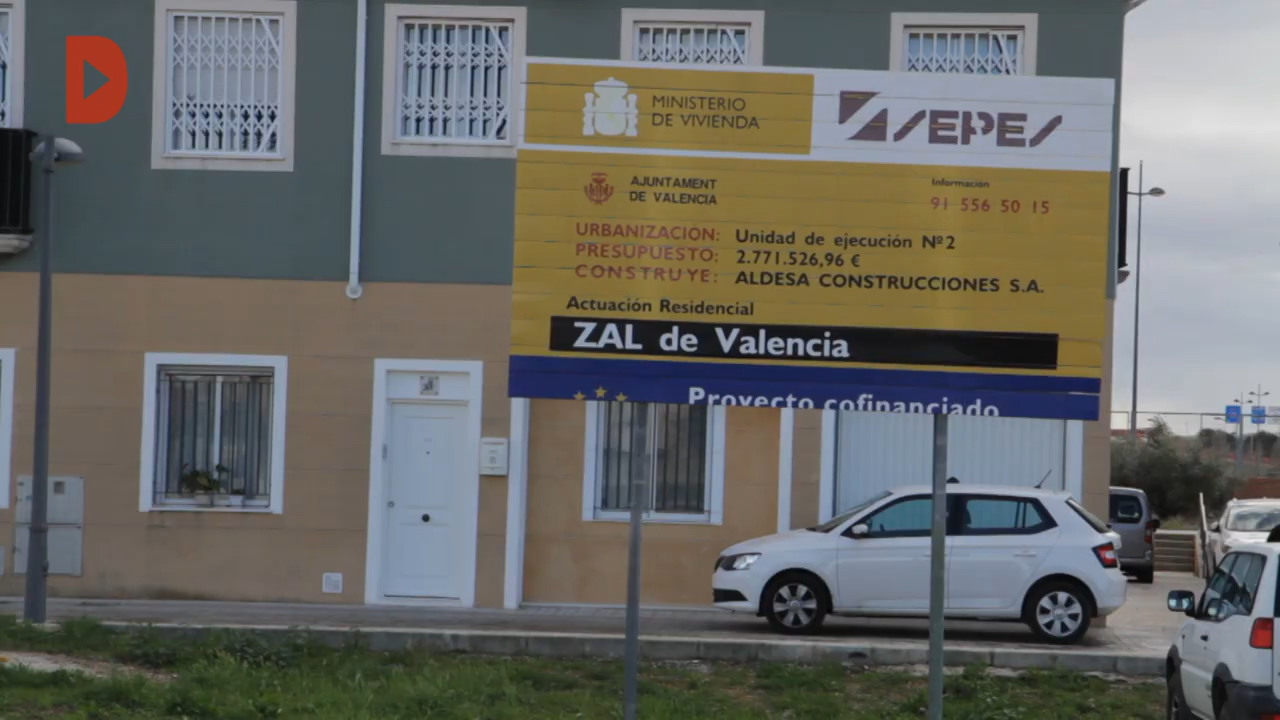 MINISTERIO
DE VIVIENDA
SEPES
AJUNTAMENT
DE VALENCIA
Información
91 556 50 15
URBANIZACIÓN: Unidad de ejecución Nº2
PRESUPUESTO: 2.771.526,96 €
CONSTRUYE: ALDESA CONSTRUCCIONES S.A.
Actuación Residencial
ZAL de Valencia
Proyecto cofinanciado